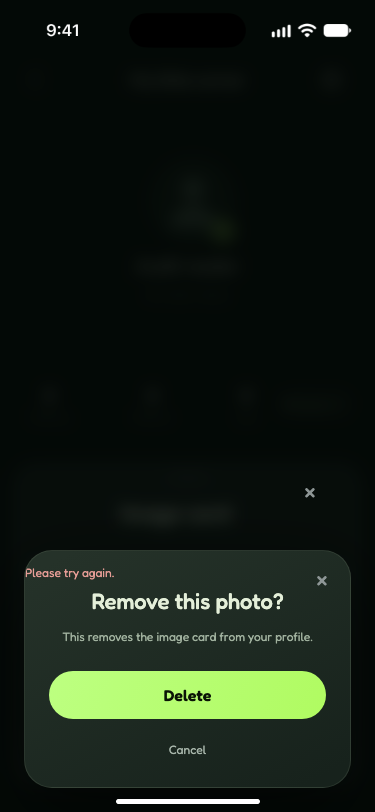 9:41
Please try again.
Remove this photo?
This removes the image card from your profile.
Delete
Cancel